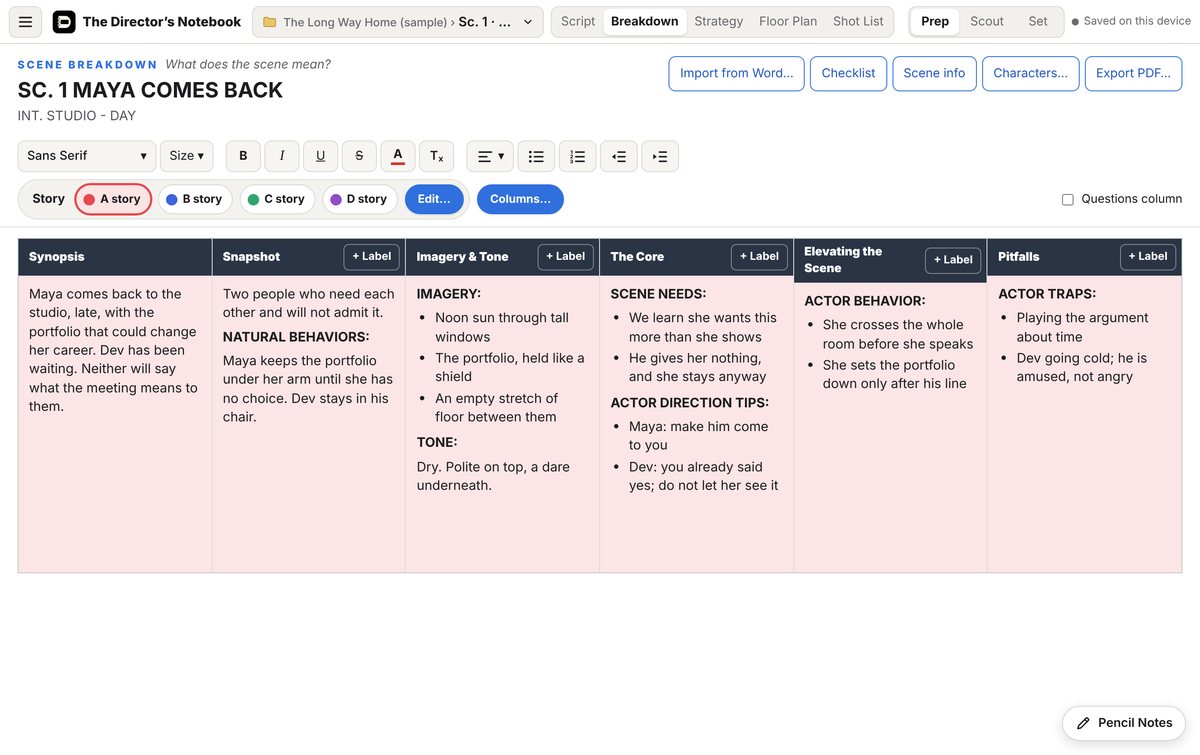 The Director's Notebook
The Long Way Home (sample) › Sc. 1 · ...
Script Breakdown Strategy Floor Plan Shot List
Prep Scout Set
Saved on this device
SCENE BREAKDOWN What does the scene mean?
SC. 1 MAYA COMES BACK
INT. STUDIO - DAY
Import from Word... Checklist Scene info Characters... Export PDF...
Sans Serif ▾ Size ▾ B I U S A Tx
Story A story B story C story D story Edit... Columns...
Questions column
Synopsis
Maya comes back to the
studio, late, with the
portfolio that could change
her career. Dev has been
waiting. Neither will say
what the meeting means to
them.
Snapshot + Label
Two people who need each
other and will not admit it.
NATURAL BEHAVIORS:
Maya keeps the portfolio
under her arm until she has
no choice. Dev stays in his
chair.
Imagery & Tone + Label
IMAGERY:
• Noon sun through tall
windows
• The portfolio, held like a
shield
• An empty stretch of
floor between them
TONE:
Dry. Polite on top, a dare
underneath.
The Core + Label
SCENE NEEDS:
• We learn she wants this
more than she shows
• He gives her nothing,
and she stays anyway
ACTOR DIRECTION TIPS:
• Maya: make him come
to you
• Dev: you already said
yes; do not let her see it
Elevating the
Scene + Label
ACTOR BEHAVIOR:
• She crosses the whole
room before she speaks
• She sets the portfolio
down only after his line
Pitfalls + Label
ACTOR TRAPS:
• Playing the argument
about time
• Dev going cold; he is
amused, not angry
Pencil Notes